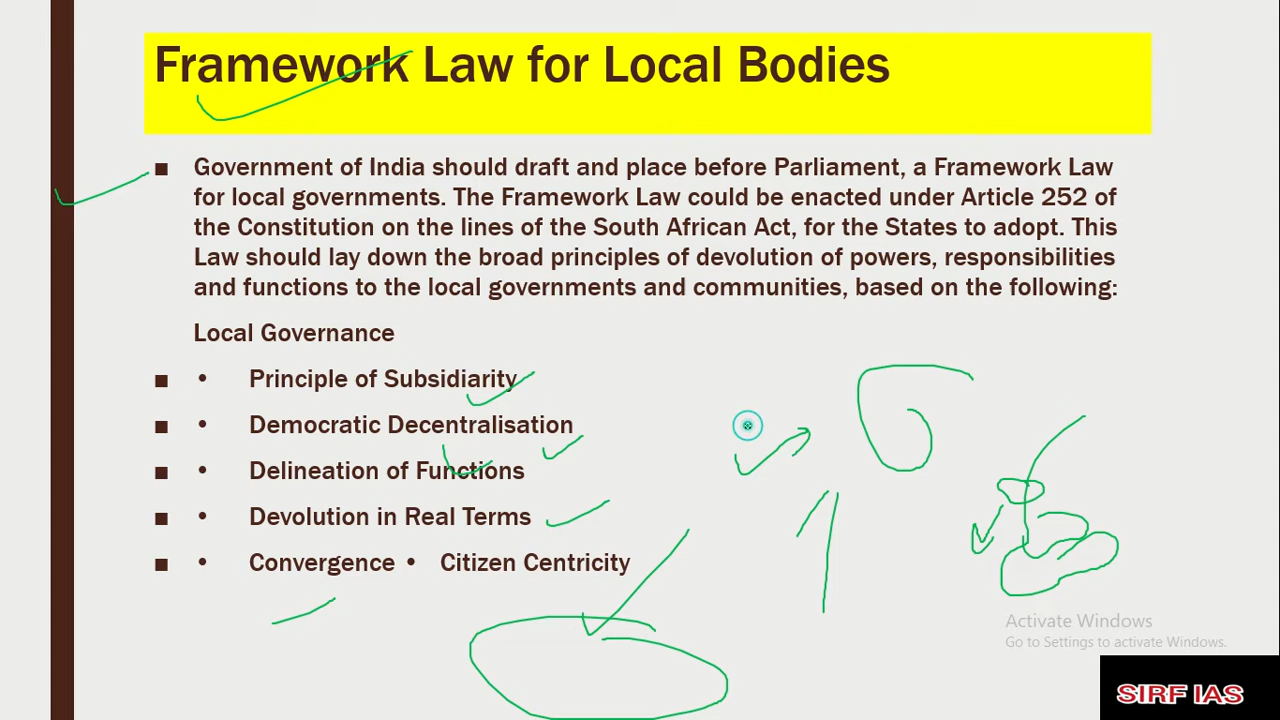 Framework Law for Local Bodies
■ Government of India should draft and place before Parliament, a Framework Law
for local governments. The Framework Law could be enacted under Article 252 of
the Constitution on the lines of the South African Act, for the States to adopt. This
Law should lay down the broad principles of devolution of powers, responsibilities
and functions to the local governments and communities, based on the following:
Local Governance
■ • Principle of Subsidiarity
■ • Democratic Decentralisation
■ • Delineation of Functions
■ • Devolution in Real Terms
■ • Convergence • Citizen Centricity
Activate Windows
Go to Settings to activate Windows.
SIRF IAS